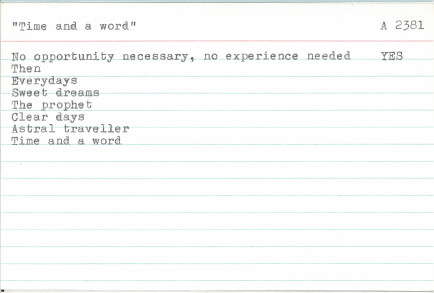 "Time and a word" A 2381
No opportunity necessary, no experience needed YES
Then
Everydays
Sweet dreams
The prophet
Clear days
Astral traveller
Time and a word